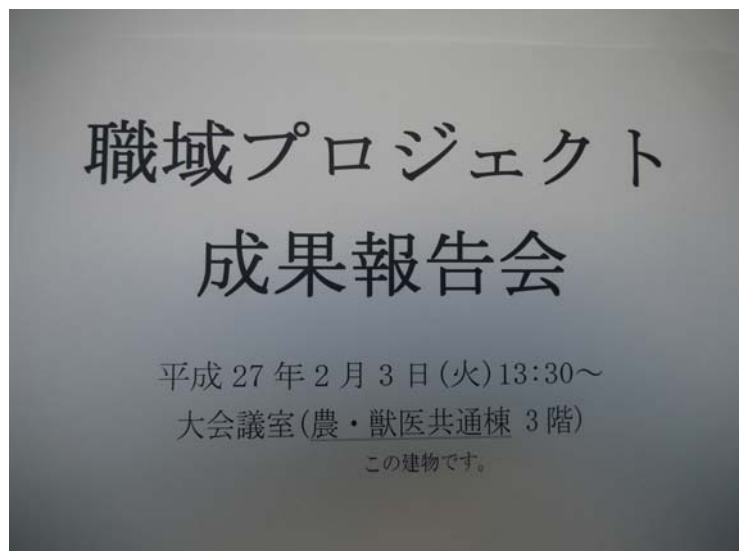 職域プロジェクト
成果報告会
平成 27 年 2 月 3 日(火)13:30～
大会議室(農・獣医共通棟 3 階)
この建物です。